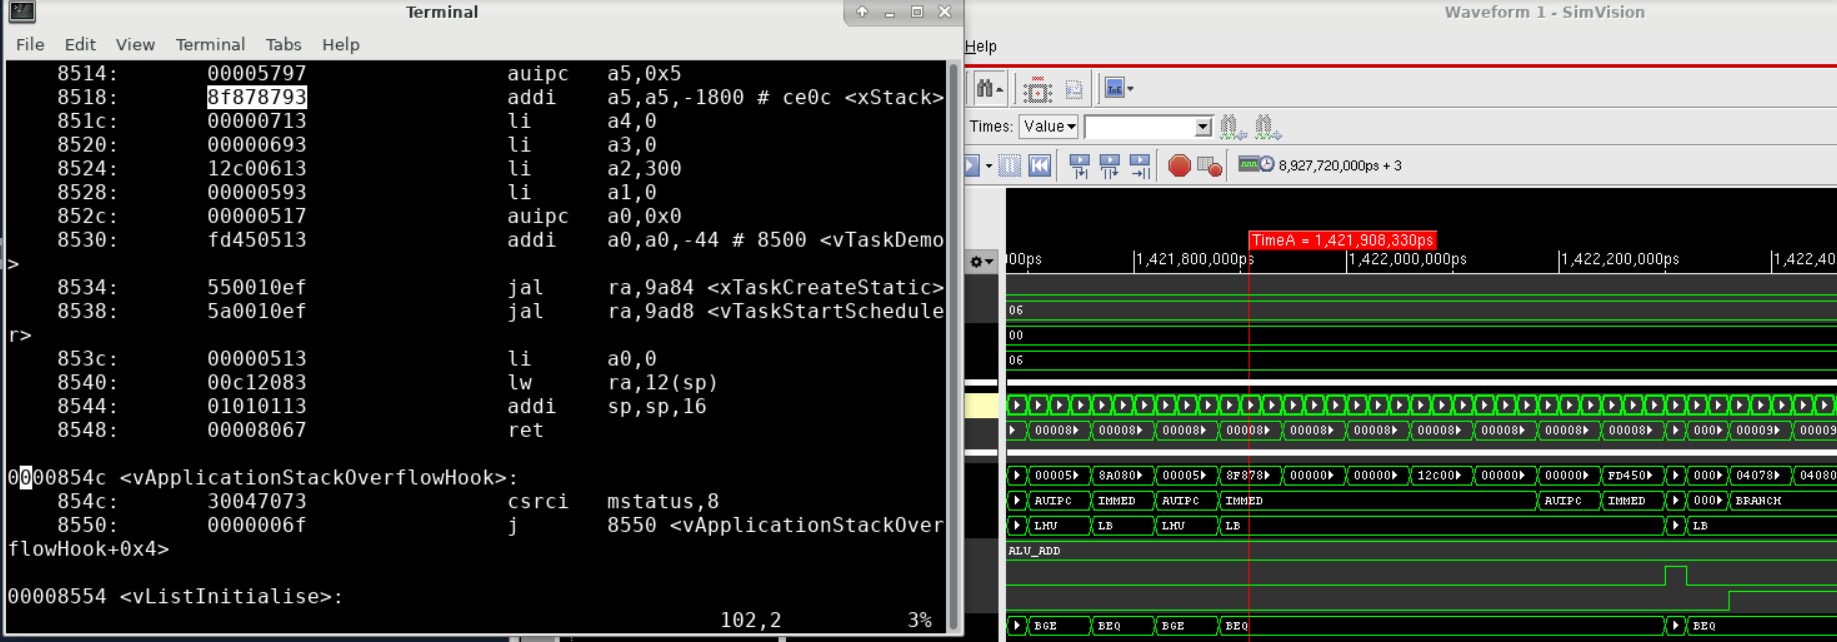 Terminal
File Edit View Terminal Tabs Help
8514: 00005797 auipc a5,0x5
8518: 8f878793 addi a5,a5,-1800 # ce0c <xStack>
851c: 00000713 li a4,0
8520: 00000693 li a3,0
8524: 12c00613 li a2,300
8528: 00000593 li a1,0
852c: 00000517 auipc a0,0x0
8530: fd450513 addi a0,a0,-44 # 8500 <vTaskDemo
>
8534: 550010ef jal ra,9a84 <xTaskCreateStatic>
8538: 5a0010ef jal ra,9ad8 <vTaskStartSchedule
r>
853c: 00000513 li a0,0
8540: 00c12083 lw ra,12(sp)
8544: 01010113 addi sp,sp,16
8548: 00008067 ret
0000854c <vApplicationStackOverflowHook>:
854c: 30047073 csrci mstatus,8
8550: 0000006f j 8550 <vApplicationStackOver
flowHook+0x4>
00008554 <vListInitialise>:
102,2 3%
Waveform 1 - SimVision
Help
Times: Value
8,927,720,000ps + 3
TimeA = 1,421,908,330ps
00ps 1,421,800,000ps 1,422,000,000ps 1,422,200,000ps 1,422,40
06
00
06
00008 00008 00008 00008 00008 00008 00008 00008 00008 00008 000 00009 00009
00005 8A080 00005 8F878 00000 00000 12C00 00000 00000 FD450 000 04078 04080
AUIPC IMMED AUIPC IMMED AUIPC IMMED 000 BRANCH
LHU LB LHU LB LB
ALU_ADD
BGE BEQ BGE BEQ BEQ